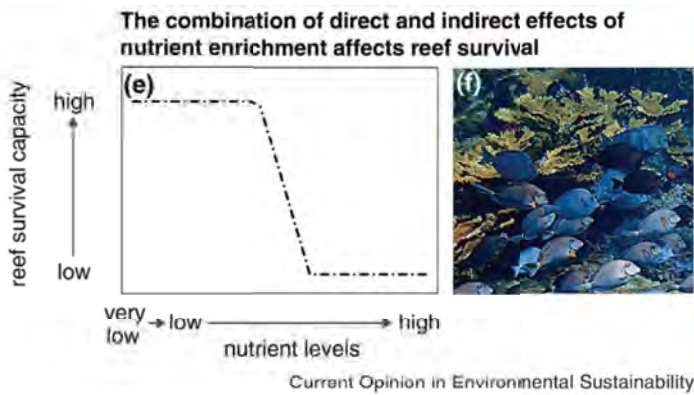 The combination of direct and indirect effects of
nutrient enrichment affects reef survival
(e)
(f)
high
reef survival capacity
low
very low → low → high
nutrient levels
Current Opinion in Environmental Sustainability